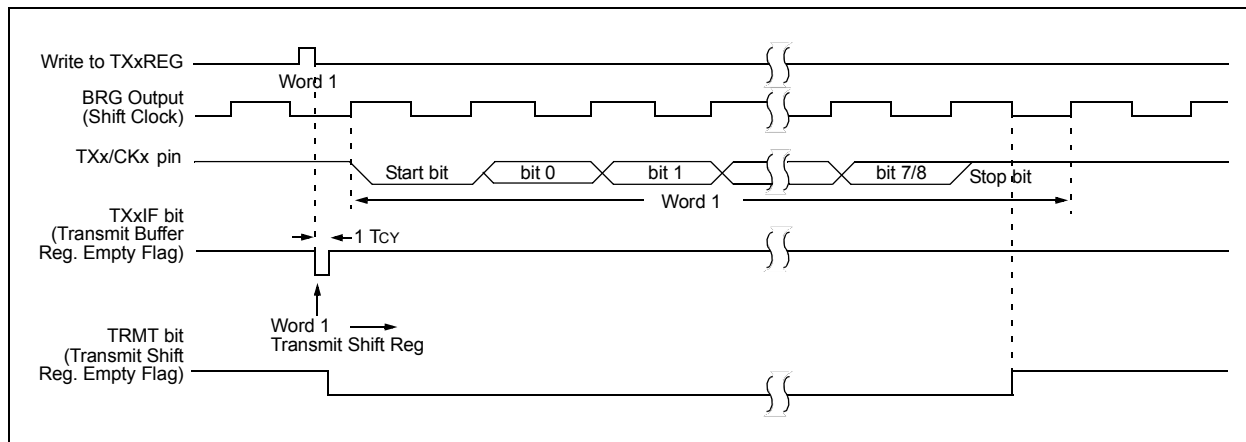 Write to TXxREG
Word 1
BRG Output
(Shift Clock)
TXx/CKx pin
Start bit
bit 0
bit 1
bit 7/8
Stop bit
Word 1
TXxIF bit
(Transmit Buffer
Reg. Empty Flag)
1 TCY
Word 1
Transmit Shift Reg
TRMT bit
(Transmit Shift
Reg. Empty Flag)